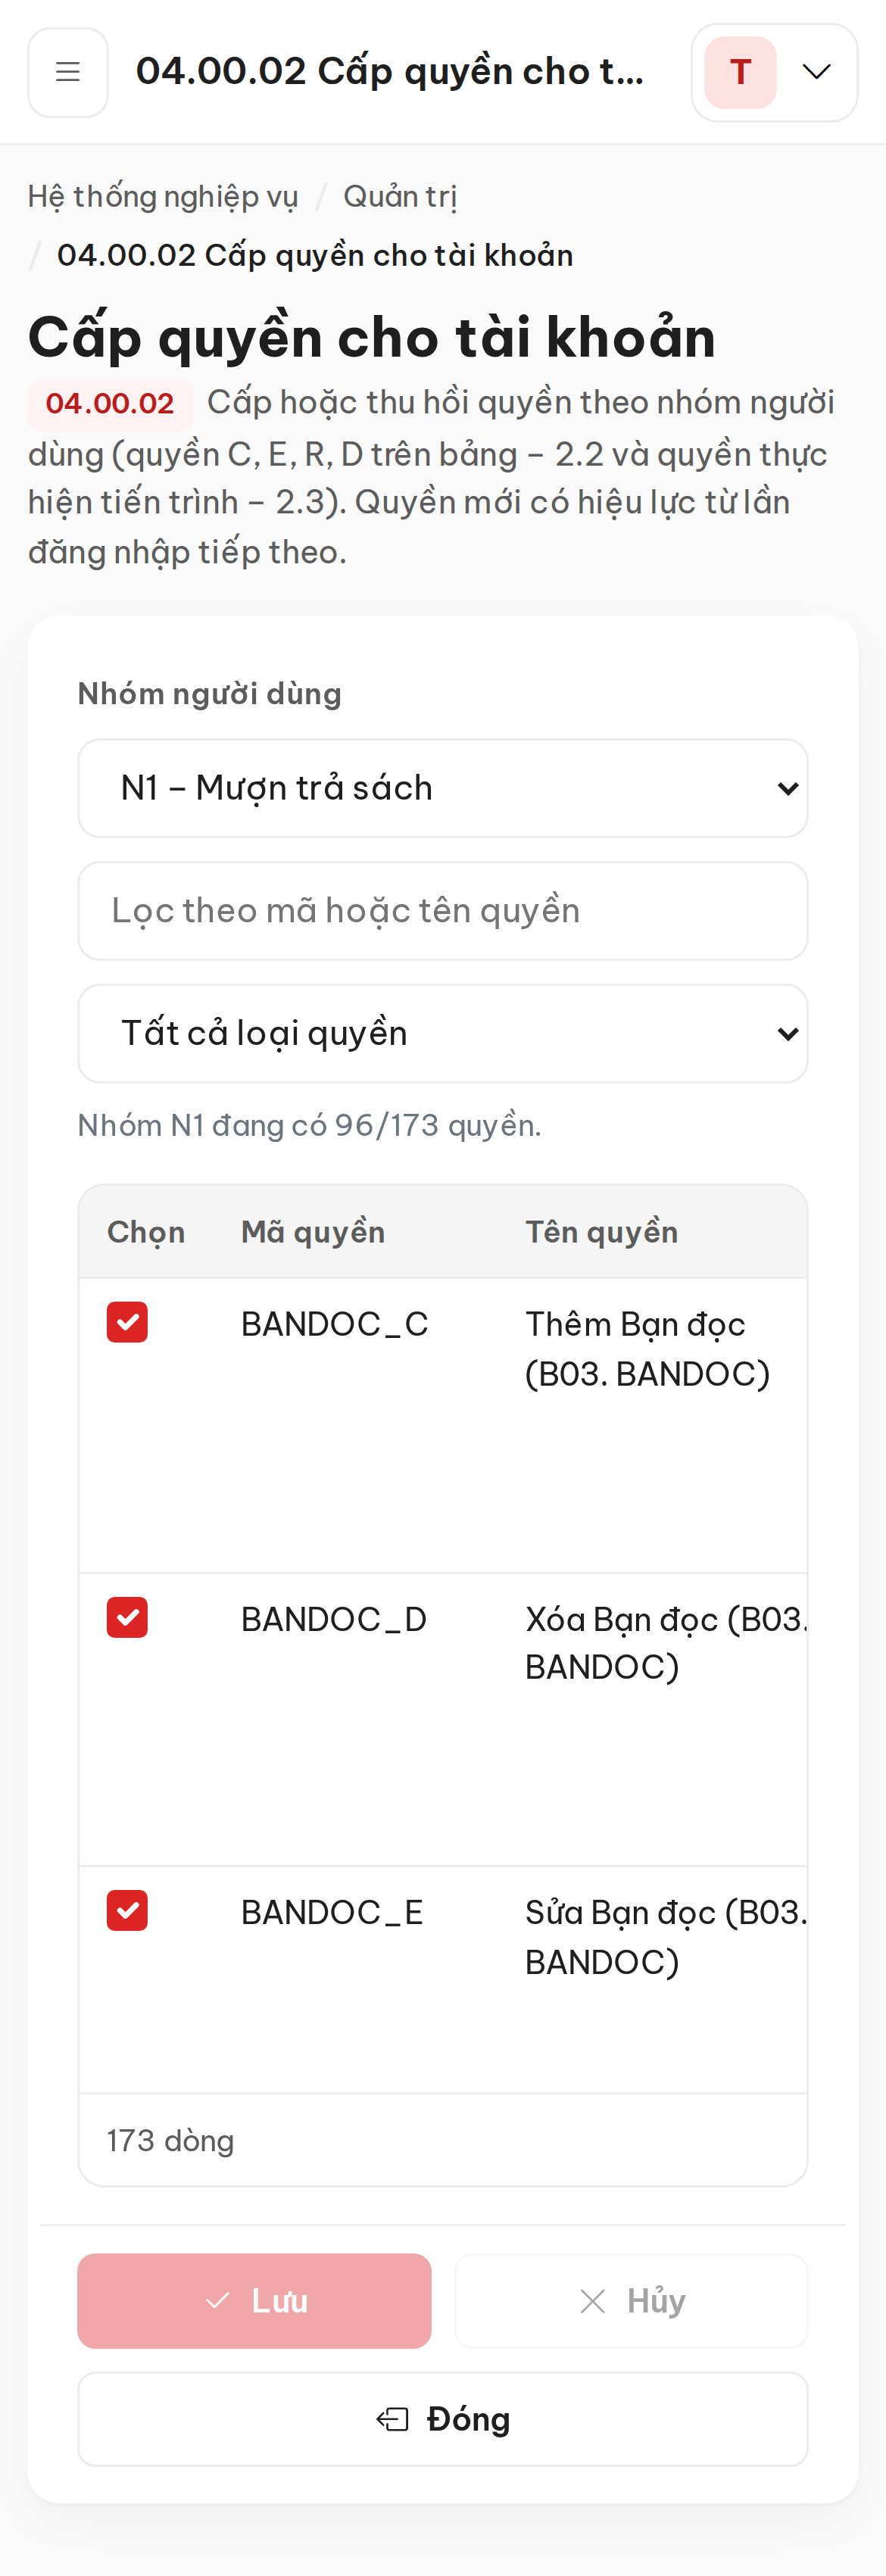 04.00.02 Cấp quyền cho t...
T
Hệ thống nghiệp vụ / Quản trị
/ 04.00.02 Cấp quyền cho tài khoản
Cấp quyền cho tài khoản
04.00.02 Cấp hoặc thu hồi quyền theo nhóm người
dùng (quyền C, E, R, D trên bảng – 2.2 và quyền thực
hiện tiến trình – 2.3). Quyền mới có hiệu lực từ lần
đăng nhập tiếp theo.
Nhóm người dùng
N1 – Mượn trả sách
Lọc theo mã hoặc tên quyền
Tất cả loại quyền
Nhóm N1 đang có 96/173 quyền.
Chọn Mã quyền Tên quyền
BANDOC_C Thêm Bạn đọc
(B03. BANDOC)
BANDOC_D Xóa Bạn đọc (B03.
BANDOC)
BANDOC_E Sửa Bạn đọc (B03.
BANDOC)
173 dòng
Lưu Hủy
Đóng